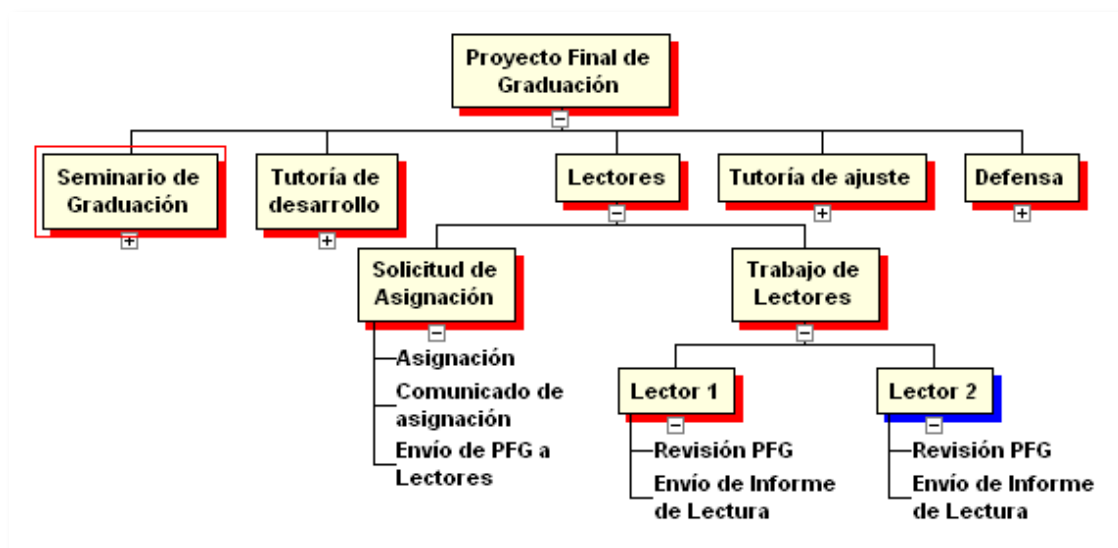 Proyecto Final de
Graduación
Seminario de
Graduación
Tutoría de
desarrollo
Lectores
Tutoría de ajuste
Defensa
Solicitud de
Asignación
Trabajo de
Lectores
Asignación
Comunicado de
asignación
Envío de PFG a
Lectores
Lector 1
Revisión PFG
Envío de Informe
de Lectura
Lector 2
Revisión PFG
Envío de Informe
de Lectura